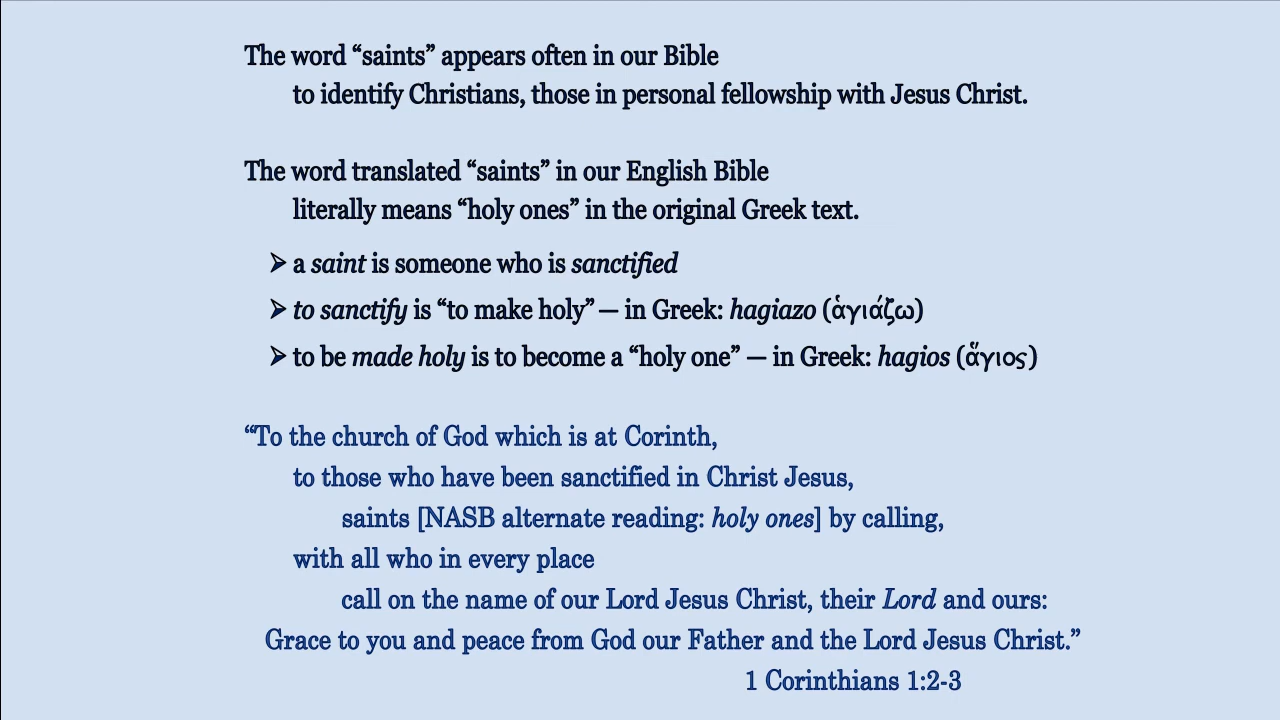 The word “saints” appears often in our Bible
to identify Christians, those in personal fellowship with Jesus Christ.
The word translated “saints” in our English Bible
literally means “holy ones” in the original Greek text.
➢ a saint is someone who is sanctified
➢ to sanctify is “to make holy” — in Greek: hagiazo (ἁγιάζω)
➢ to be made holy is to become a “holy one” — in Greek: hagios (ἅγιος)
“To the church of God which is at Corinth,
to those who have been sanctified in Christ Jesus,
saints [NASB alternate reading: holy ones] by calling,
with all who in every place
call on the name of our Lord Jesus Christ, their Lord and ours:
Grace to you and peace from God our Father and the Lord Jesus Christ.”
1 Corinthians 1:2-3